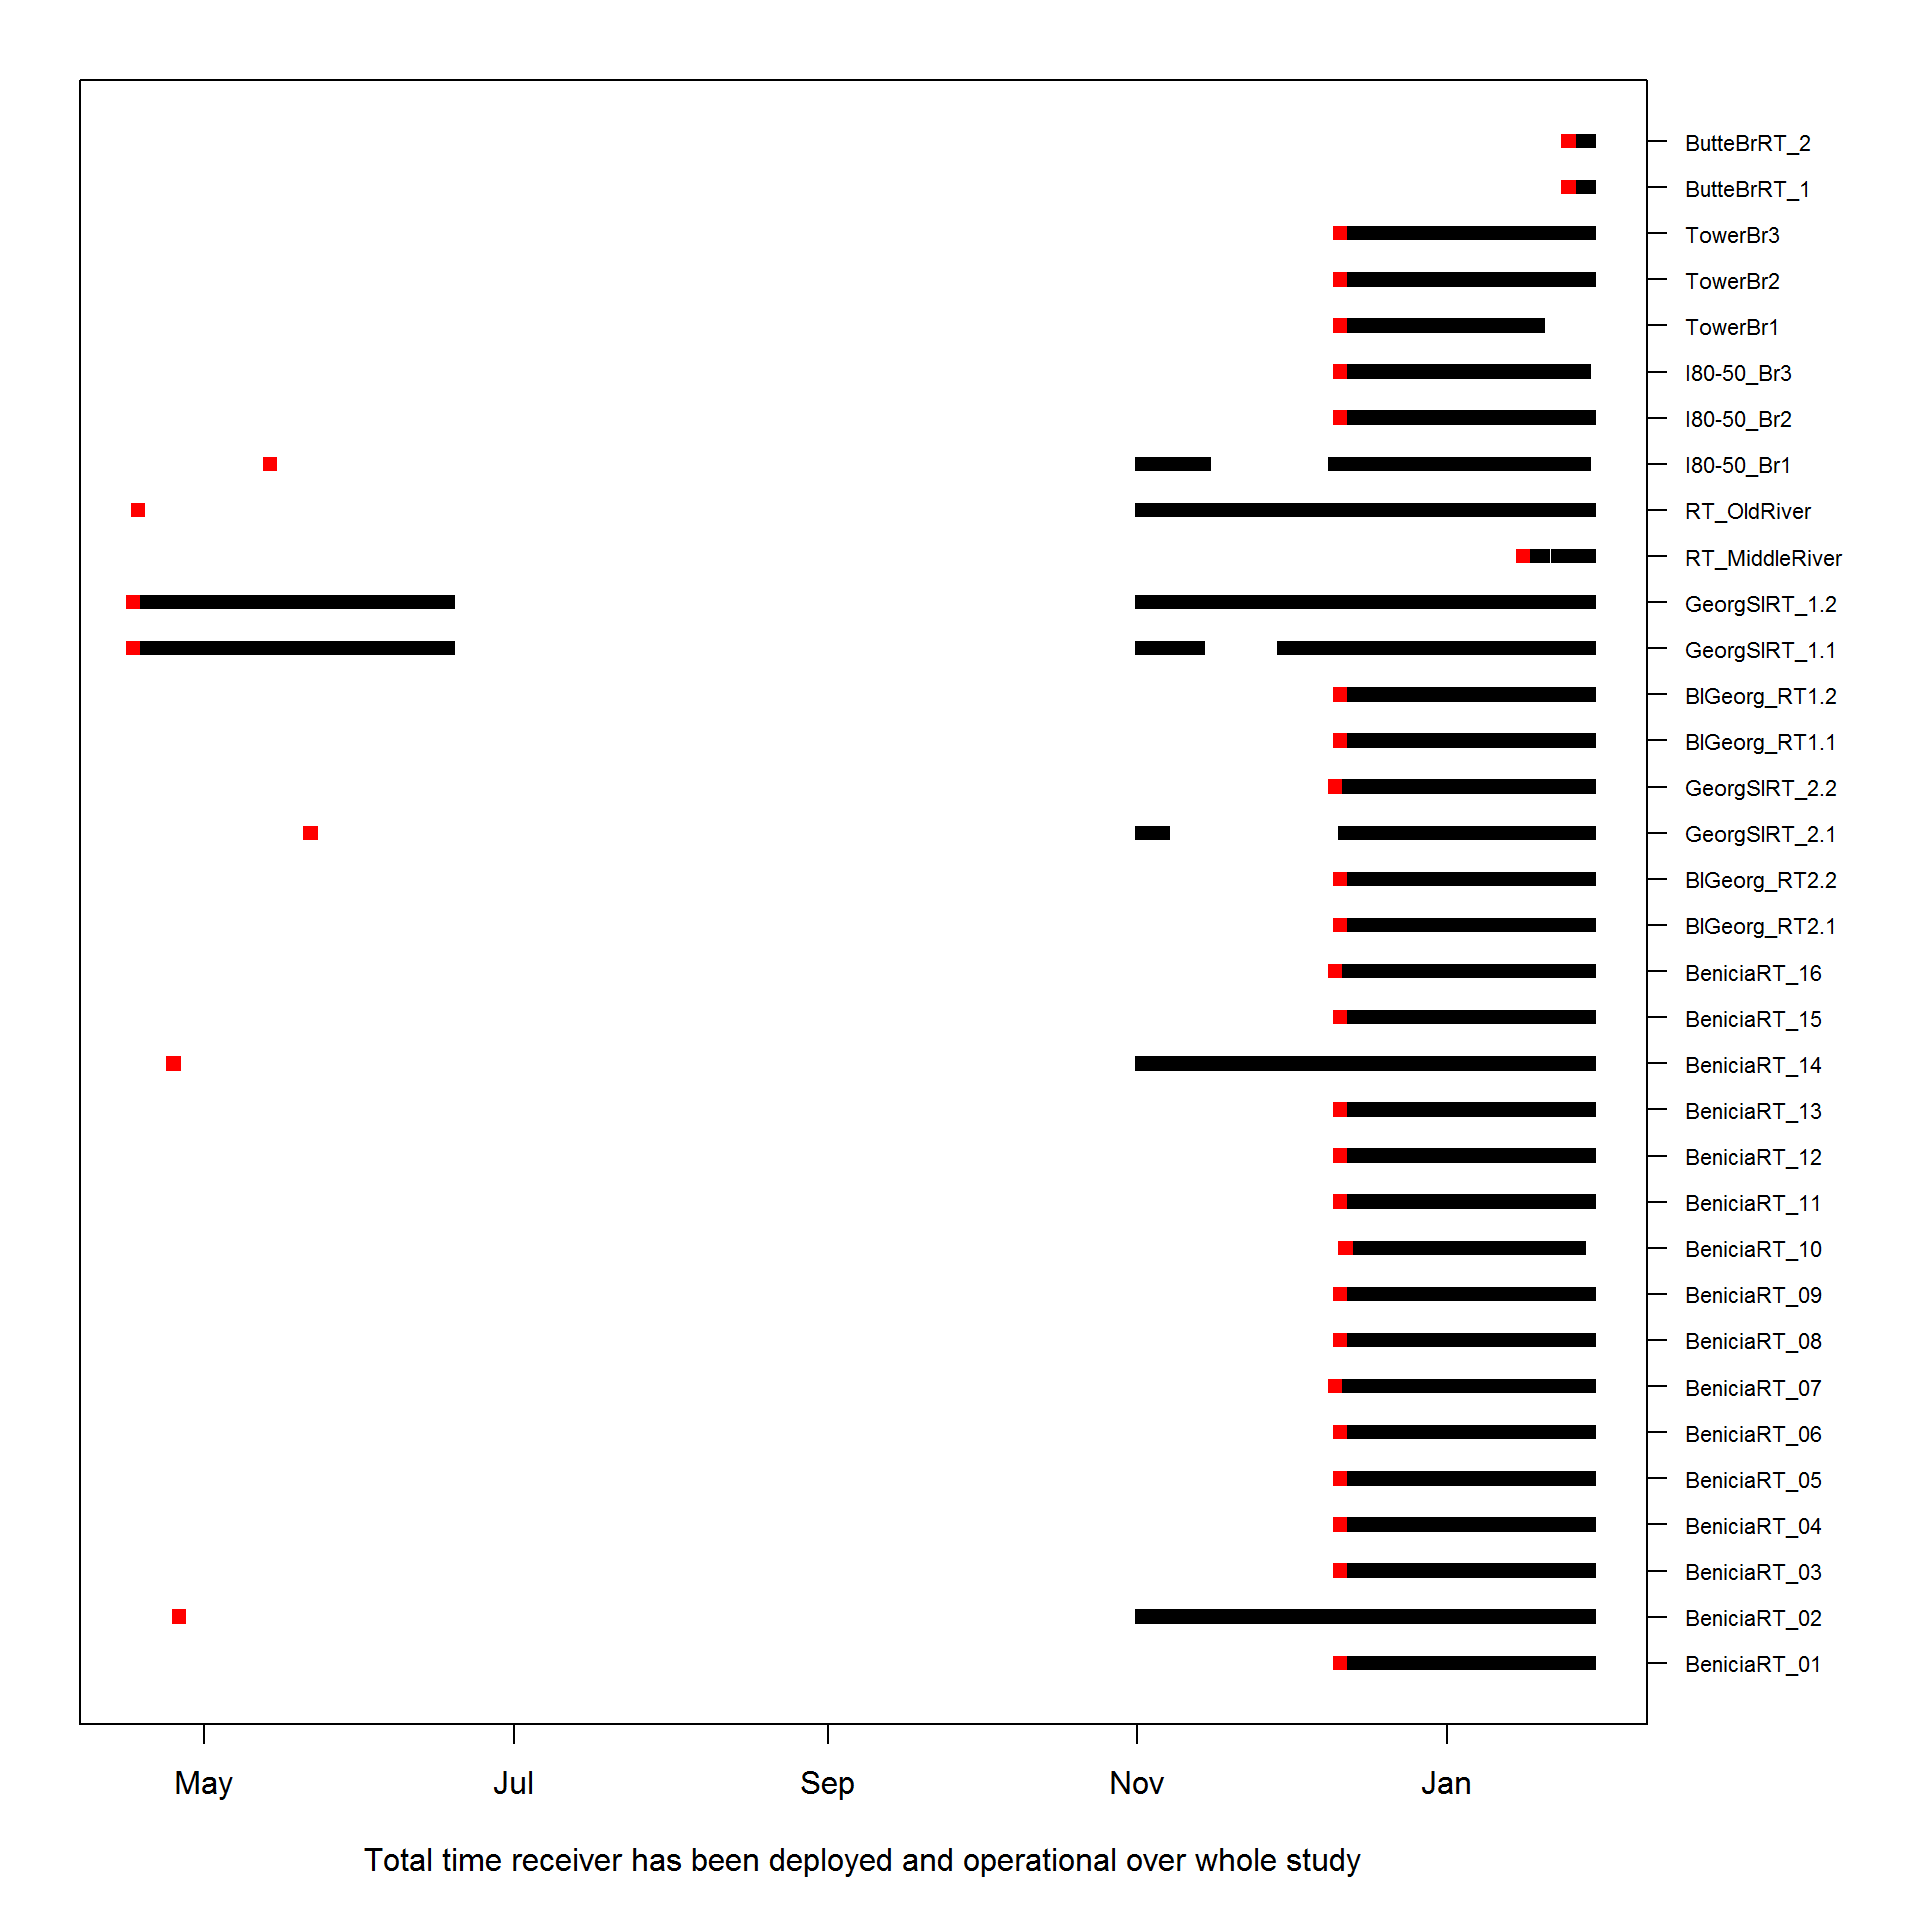 ButteBrRT_2
ButteBrRT_1
TowerBr3
TowerBr2
TowerBr1
I80-50_Br3
I80-50_Br2
I80-50_Br1
RT_OldRiver
RT_MiddleRiver
GeorgSlRT_1.2
GeorgSlRT_1.1
BlGeorg_RT1.2
BlGeorg_RT1.1
GeorgSlRT_2.2
GeorgSlRT_2.1
BlGeorg_RT2.2
BlGeorg_RT2.1
BeniciaRT_16
BeniciaRT_15
BeniciaRT_14
BeniciaRT_13
BeniciaRT_12
BeniciaRT_11
BeniciaRT_10
BeniciaRT_09
BeniciaRT_08
BeniciaRT_07
BeniciaRT_06
BeniciaRT_05
BeniciaRT_04
BeniciaRT_03
BeniciaRT_02
BeniciaRT_01
May Jul Sep Nov Jan
Total time receiver has been deployed and operational over whole study